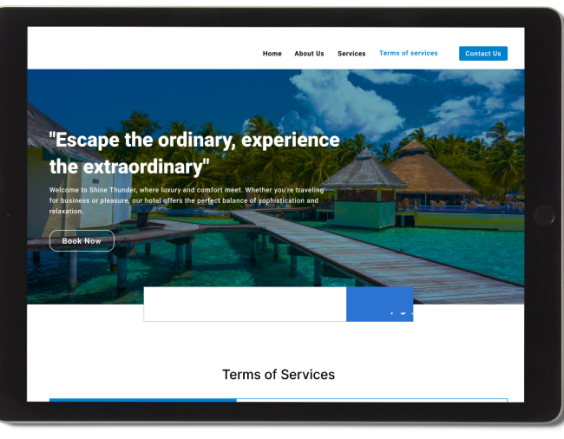 Home About Us Services Terms of services Contact Us
"Escape the ordinary, experience
the extraordinary"
Welcome to Shine Thunder, where luxury and comfort meet. Whether you're traveling
for business or pleasure, our hotel offers the perfect balance of sophistication and
relaxation.
Book Now
Terms of Services